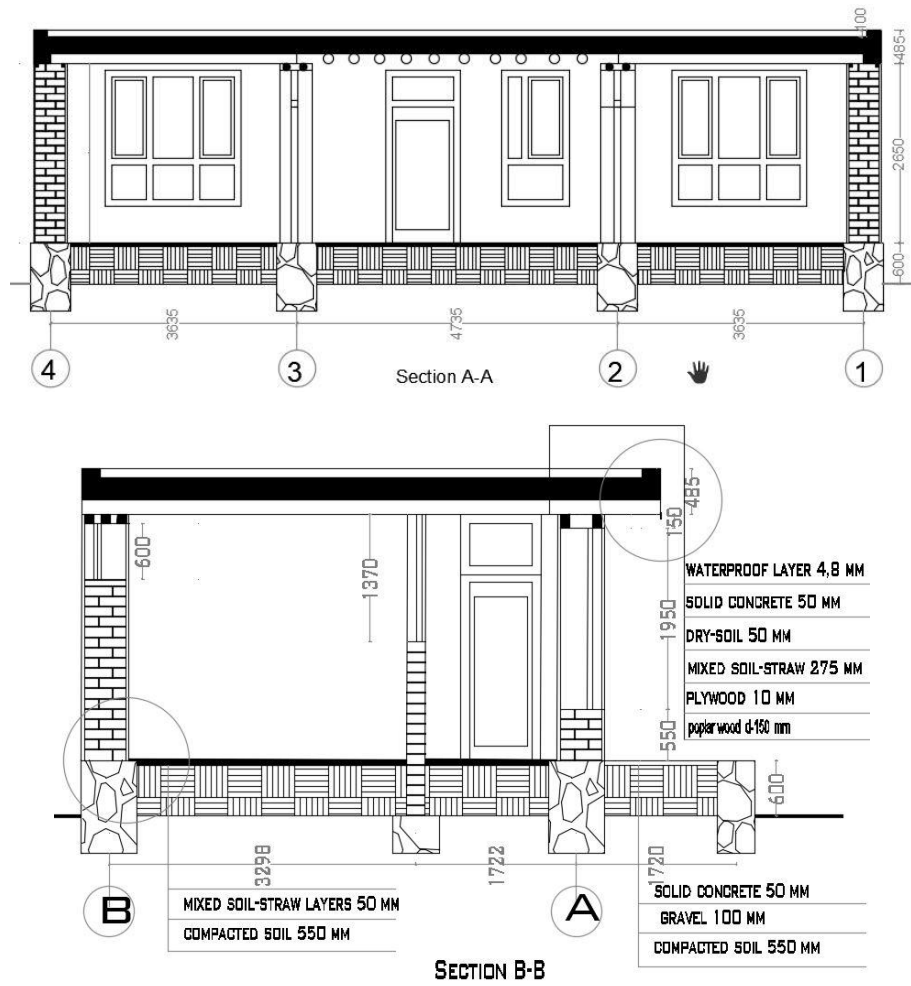 100
485
2650
600
3635
4735
3635
4
3
Section A-A
2
1
485
150
600
1370
1950
550
600
WATERPROOF LAYER 4,8 MM
SOLID CONCRETE 50 MM
DRY-SOIL 50 MM
MIXED SOIL-STRAW 275 MM
PLYWOOD 10 MM
poplar wood d-150 mm
3298
1722
1720
B
A
MIXED SOIL-STRAW LAYERS 50 MM
COMPACTED SOIL 550 MM
SOLID CONCRETE 50 MM
GRAVEL 100 MM
COMPACTED SOIL 550 MM
SECTION B-B